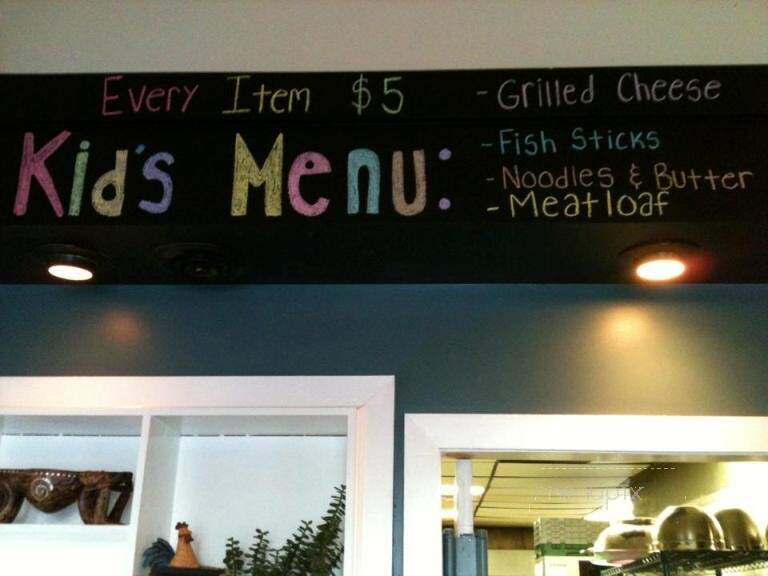 Every Item $5
Kid's Menu:
- Grilled Cheese
- Fish Sticks
- Noodles & Butter
- Meatloaf